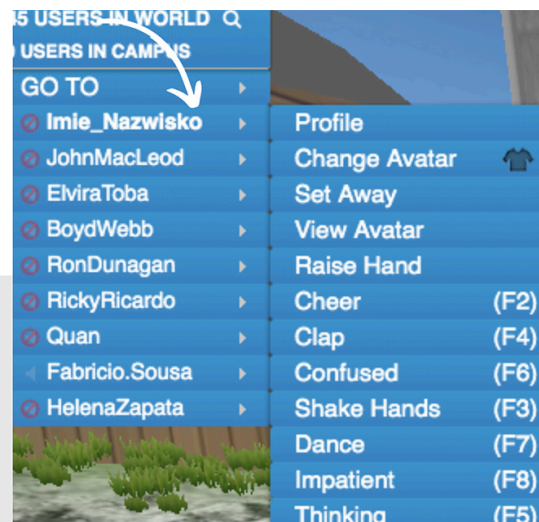 45 USERS IN WORLD
USERS IN CAMPUS
GO TO
Imie_Nazwisko
JohnMacLeod
ElviraToba
BoydWebb
RonDunagan
RickyRicardo
Quan
Fabricio.Sousa
HelenaZapata
Profile
Change Avatar
Set Away
View Avatar
Raise Hand
Cheer (F2)
Clap (F4)
Confused (F6)
Shake Hands (F3)
Dance (F7)
Impatient (F8)
Thinking (F5)